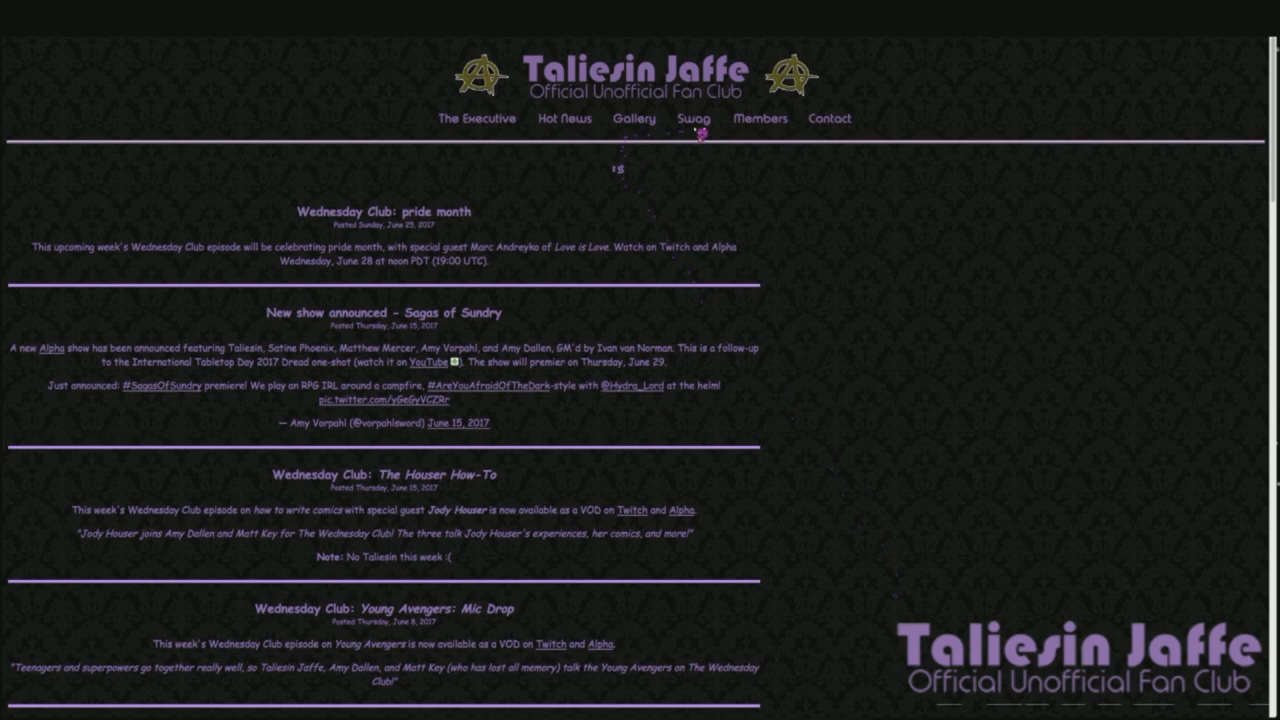 Taliesin Jaffe
Official Unofficial Fan Club
The Executive Hot News Gallery Swag Members Contact
's
Wednesday Club: pride month
Posted Sunday, June 25, 2017
This upcoming week's Wednesday Club episode will be celebrating pride month, with special guest Marc Andreyko of Love is Love. Watch on Twitch and Alpha
Wednesday, June 28 at noon PDT (19:00 UTC).
New show announced - Sagas of Sundry
Posted Thursday, June 15, 2017
A new Alpha show has been announced featuring Taliesin, Satine Phoenix, Matthew Mercer, Amy Vorpahl, and Amy Dallen, GM'd by Ivan van Norman. This is a follow-up
to the International Tabletop Day 2017 Dread one-shot (watch it on YouTube). The show will premier on Thursday, June 29.
Just announced: #SagasOfSundry premiere! We play an RPG IRL around a campfire, #AreYouAfraidOfTheDark-style with @Hydra_Lord at the helm!
pic.twitter.com/yGeGyVCZRr
— Amy Vorpahl (@vorpahlsword) June 15, 2017
Wednesday Club: The Houser How-To
Posted Thursday, June 15, 2017
This week's Wednesday Club episode on how to write comics with special guest Jody Houser is now available as a VOD on Twitch and Alpha.
"Jody Houser joins Amy Dallen and Matt Key for The Wednesday Club! The three talk Jody Houser's experiences, her comics, and more!"
Note: No Taliesin this week :(
Wednesday Club: Young Avengers: Mic Drop
Posted Thursday, June 8, 2017
This week's Wednesday Club episode on Young Avengers is now available as a VOD on Twitch and Alpha.
"Teenagers and superpowers go together really well, so Taliesin Jaffe, Amy Dallen, and Matt Key (who has lost all memory) talk the Young Avengers on The Wednesday
Club!"
Taliesin Jaffe
Official Unofficial Fan Club